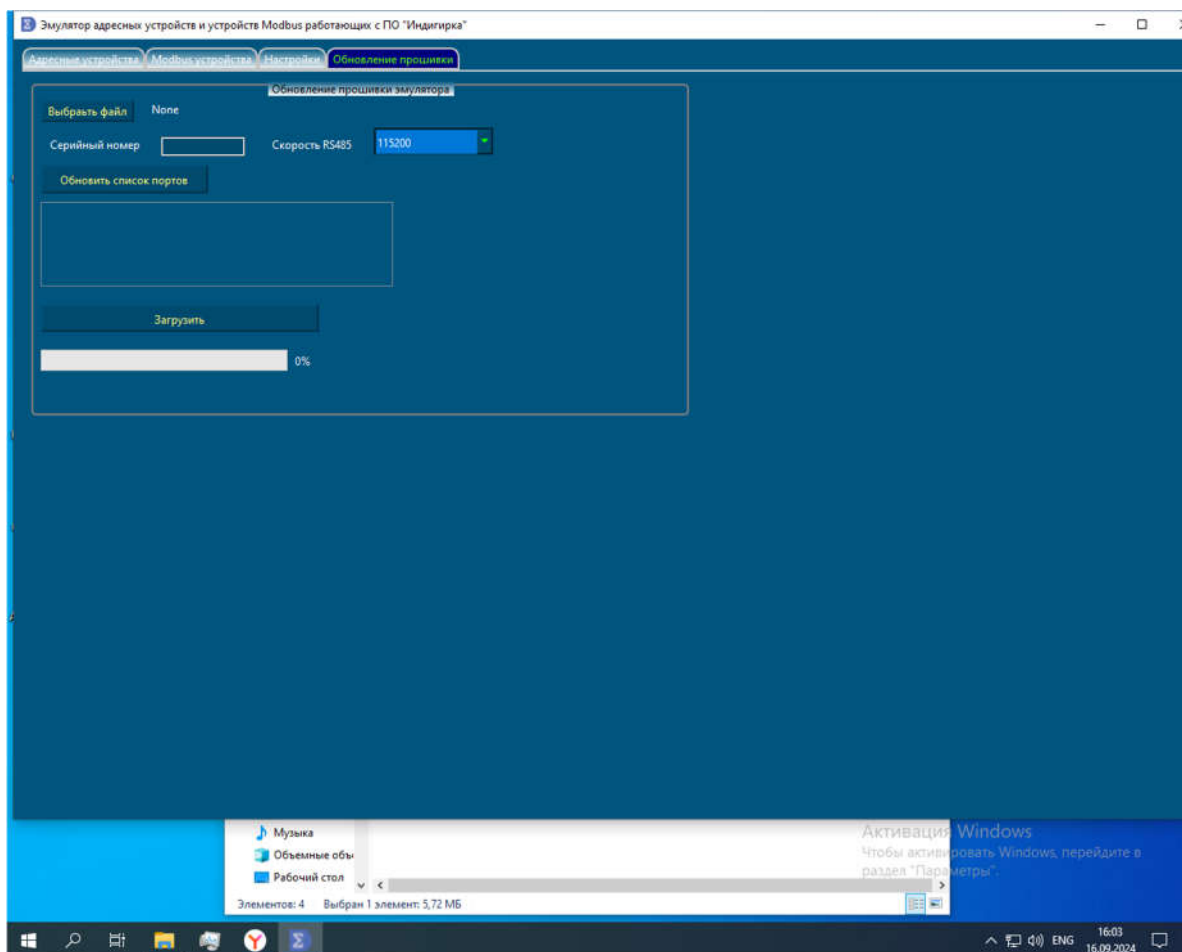 Эмулятор адресных устройств и устройств Modbus работающих с ПО "Индигирка"
Адресные устройства Modbus устройства Настройки Обновление прошивки
Обновление прошивки эмулятора
Выбрать файл None
Серийный номер Скорость RS485 115200
Обновить список портов
Загрузить
0%
Музыка
Объемные объ
Рабочий стол
Элементов: 4 Выбран 1 элемент: 5,72 МБ
Активация Windows
Чтобы активировать Windows, перейдите в
раздел "Параметры".
ENG 16:03
16.09.2024